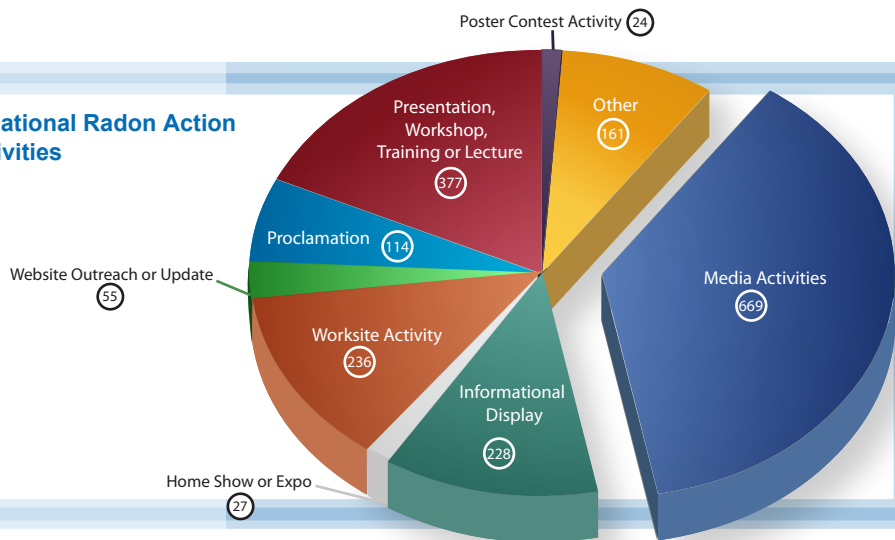 Poster Contest Activity 24
ational Radon Action
ivities
Presentation,
Workshop,
Training or Lecture
377
Other
161
Proclamation 114
Website Outreach or Update
55
Media Activities
669
Worksite Activity
236
Informational
Display
228
Home Show or Expo
27